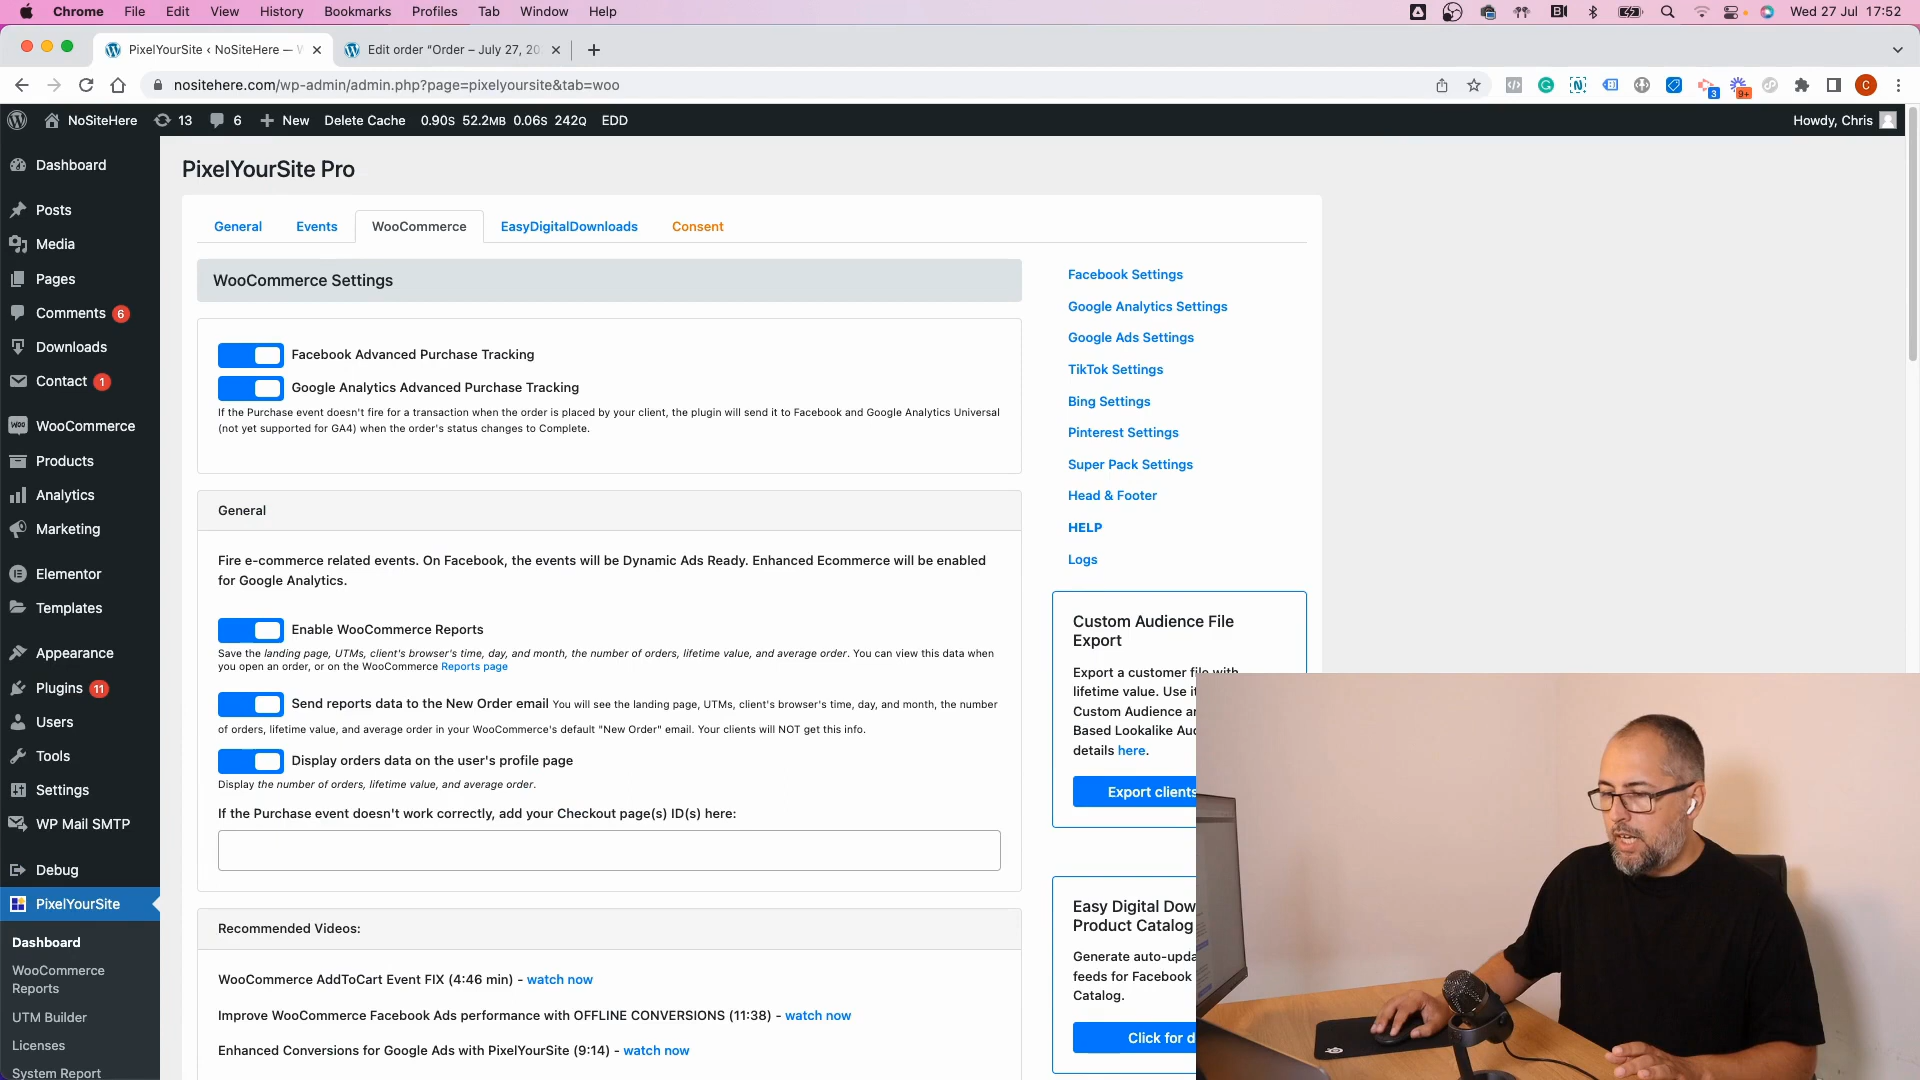 Chrome File Edit View History Bookmarks Profiles Tab Window Help Wed 27 Jul 17:52
PixelYourSite ‹ NoSiteHere —
Edit order "Order – July 27, 20
nositehere.com/wp-admin/admin.php?page=pixelyoursite&tab=woo
3
9+
C
NoSiteHere 13 6 New Delete Cache 0.90S 52.2MB 0.06S 242Q EDD Howdy, Chris
Dashboard
Posts
Media
Pages
Comments 6
Downloads
Contact 1
WooCommerce
Products
Analytics
Marketing
Elementor
Templates
Appearance
Plugins 11
Users
Tools
Settings
WP Mail SMTP
Debug
PixelYourSite
Dashboard
WooCommerce
Reports
UTM Builder
Licenses
System Report
PixelYourSite Pro
General Events WooCommerce EasyDigitalDownloads Consent
WooCommerce Settings
Facebook Advanced Purchase Tracking
Google Analytics Advanced Purchase Tracking
If the Purchase event doesn't fire for a transaction when the order is placed by your client, the plugin will send it to Facebook and Google Analytics Universal
(not yet supported for GA4) when the order's status changes to Complete.
General
Fire e-commerce related events. On Facebook, the events will be Dynamic Ads Ready. Enhanced Ecommerce will be enabled
for Google Analytics.
Enable WooCommerce Reports
Save the landing page, UTMs, client's browser's time, day, and month, the number of orders, lifetime value, and average order. You can view this data when
you open an order, or on the WooCommerce Reports page
Send reports data to the New Order email You will see the landing page, UTMs, client's browser's time, day, and month, the number
of orders, lifetime value, and average order in your WooCommerce's default "New Order" email. Your clients will NOT get this info.
Display orders data on the user's profile page
Display the number of orders, lifetime value, and average order.
If the Purchase event doesn't work correctly, add your Checkout page(s) ID(s) here:
Recommended Videos:
WooCommerce AddToCart Event FIX (4:46 min) - watch now
Improve WooCommerce Facebook Ads performance with OFFLINE CONVERSIONS (11:38) - watch now
Enhanced Conversions for Google Ads with PixelYourSite (9:14) - watch now
Facebook Settings
Google Analytics Settings
Google Ads Settings
TikTok Settings
Bing Settings
Pinterest Settings
Super Pack Settings
Head & Footer
HELP
Logs
Custom Audience File
Export
Export a customer file with
lifetime value. Use it
Custom Audience an
Based Lookalike Au
details here.
Export clients
Easy Digital Dow
Product Catalog
Generate auto-upda
feeds for Facebook
Catalog.
Click for d